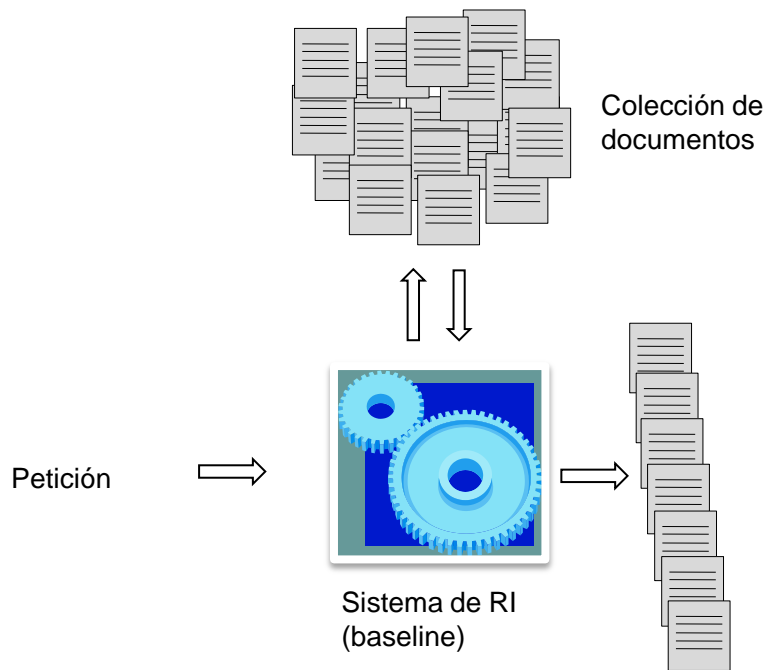 Colección de
documentos
Petición
Sistema de RI
(baseline)